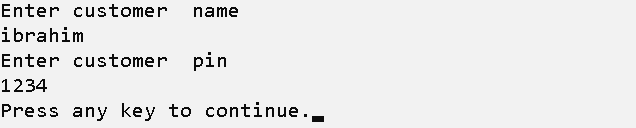 Enter customer  name
ibrahim
Enter customer  pin
1234
Press any key to continue.